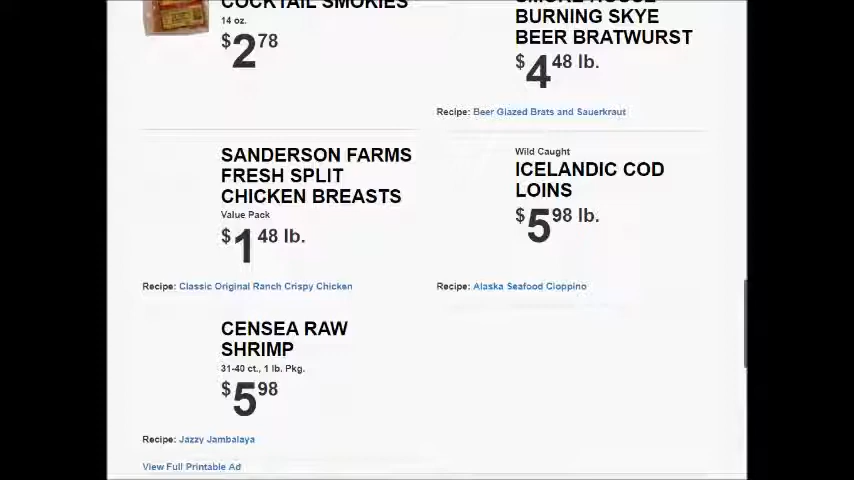 COCKTAIL SMOKIES
14 oz.
$2 78
SMOKE HOUSE
BURNING SKYE
BEER BRATWURST
$4 48 lb.
Recipe: Beer Glazed Brats and Sauerkraut
SANDERSON FARMS
FRESH SPLIT
CHICKEN BREASTS
Value Pack
$1 48 lb.
Recipe: Classic Original Ranch Crispy Chicken
Wild Caught
ICELANDIC COD
LOINS
$5 98 lb.
Recipe: Alaska Seafood Cioppino
CENSEA RAW
SHRIMP
31-40 ct., 1 lb. Pkg.
$5 98
Recipe: Jazzy Jambalaya
View Full Printable Ad